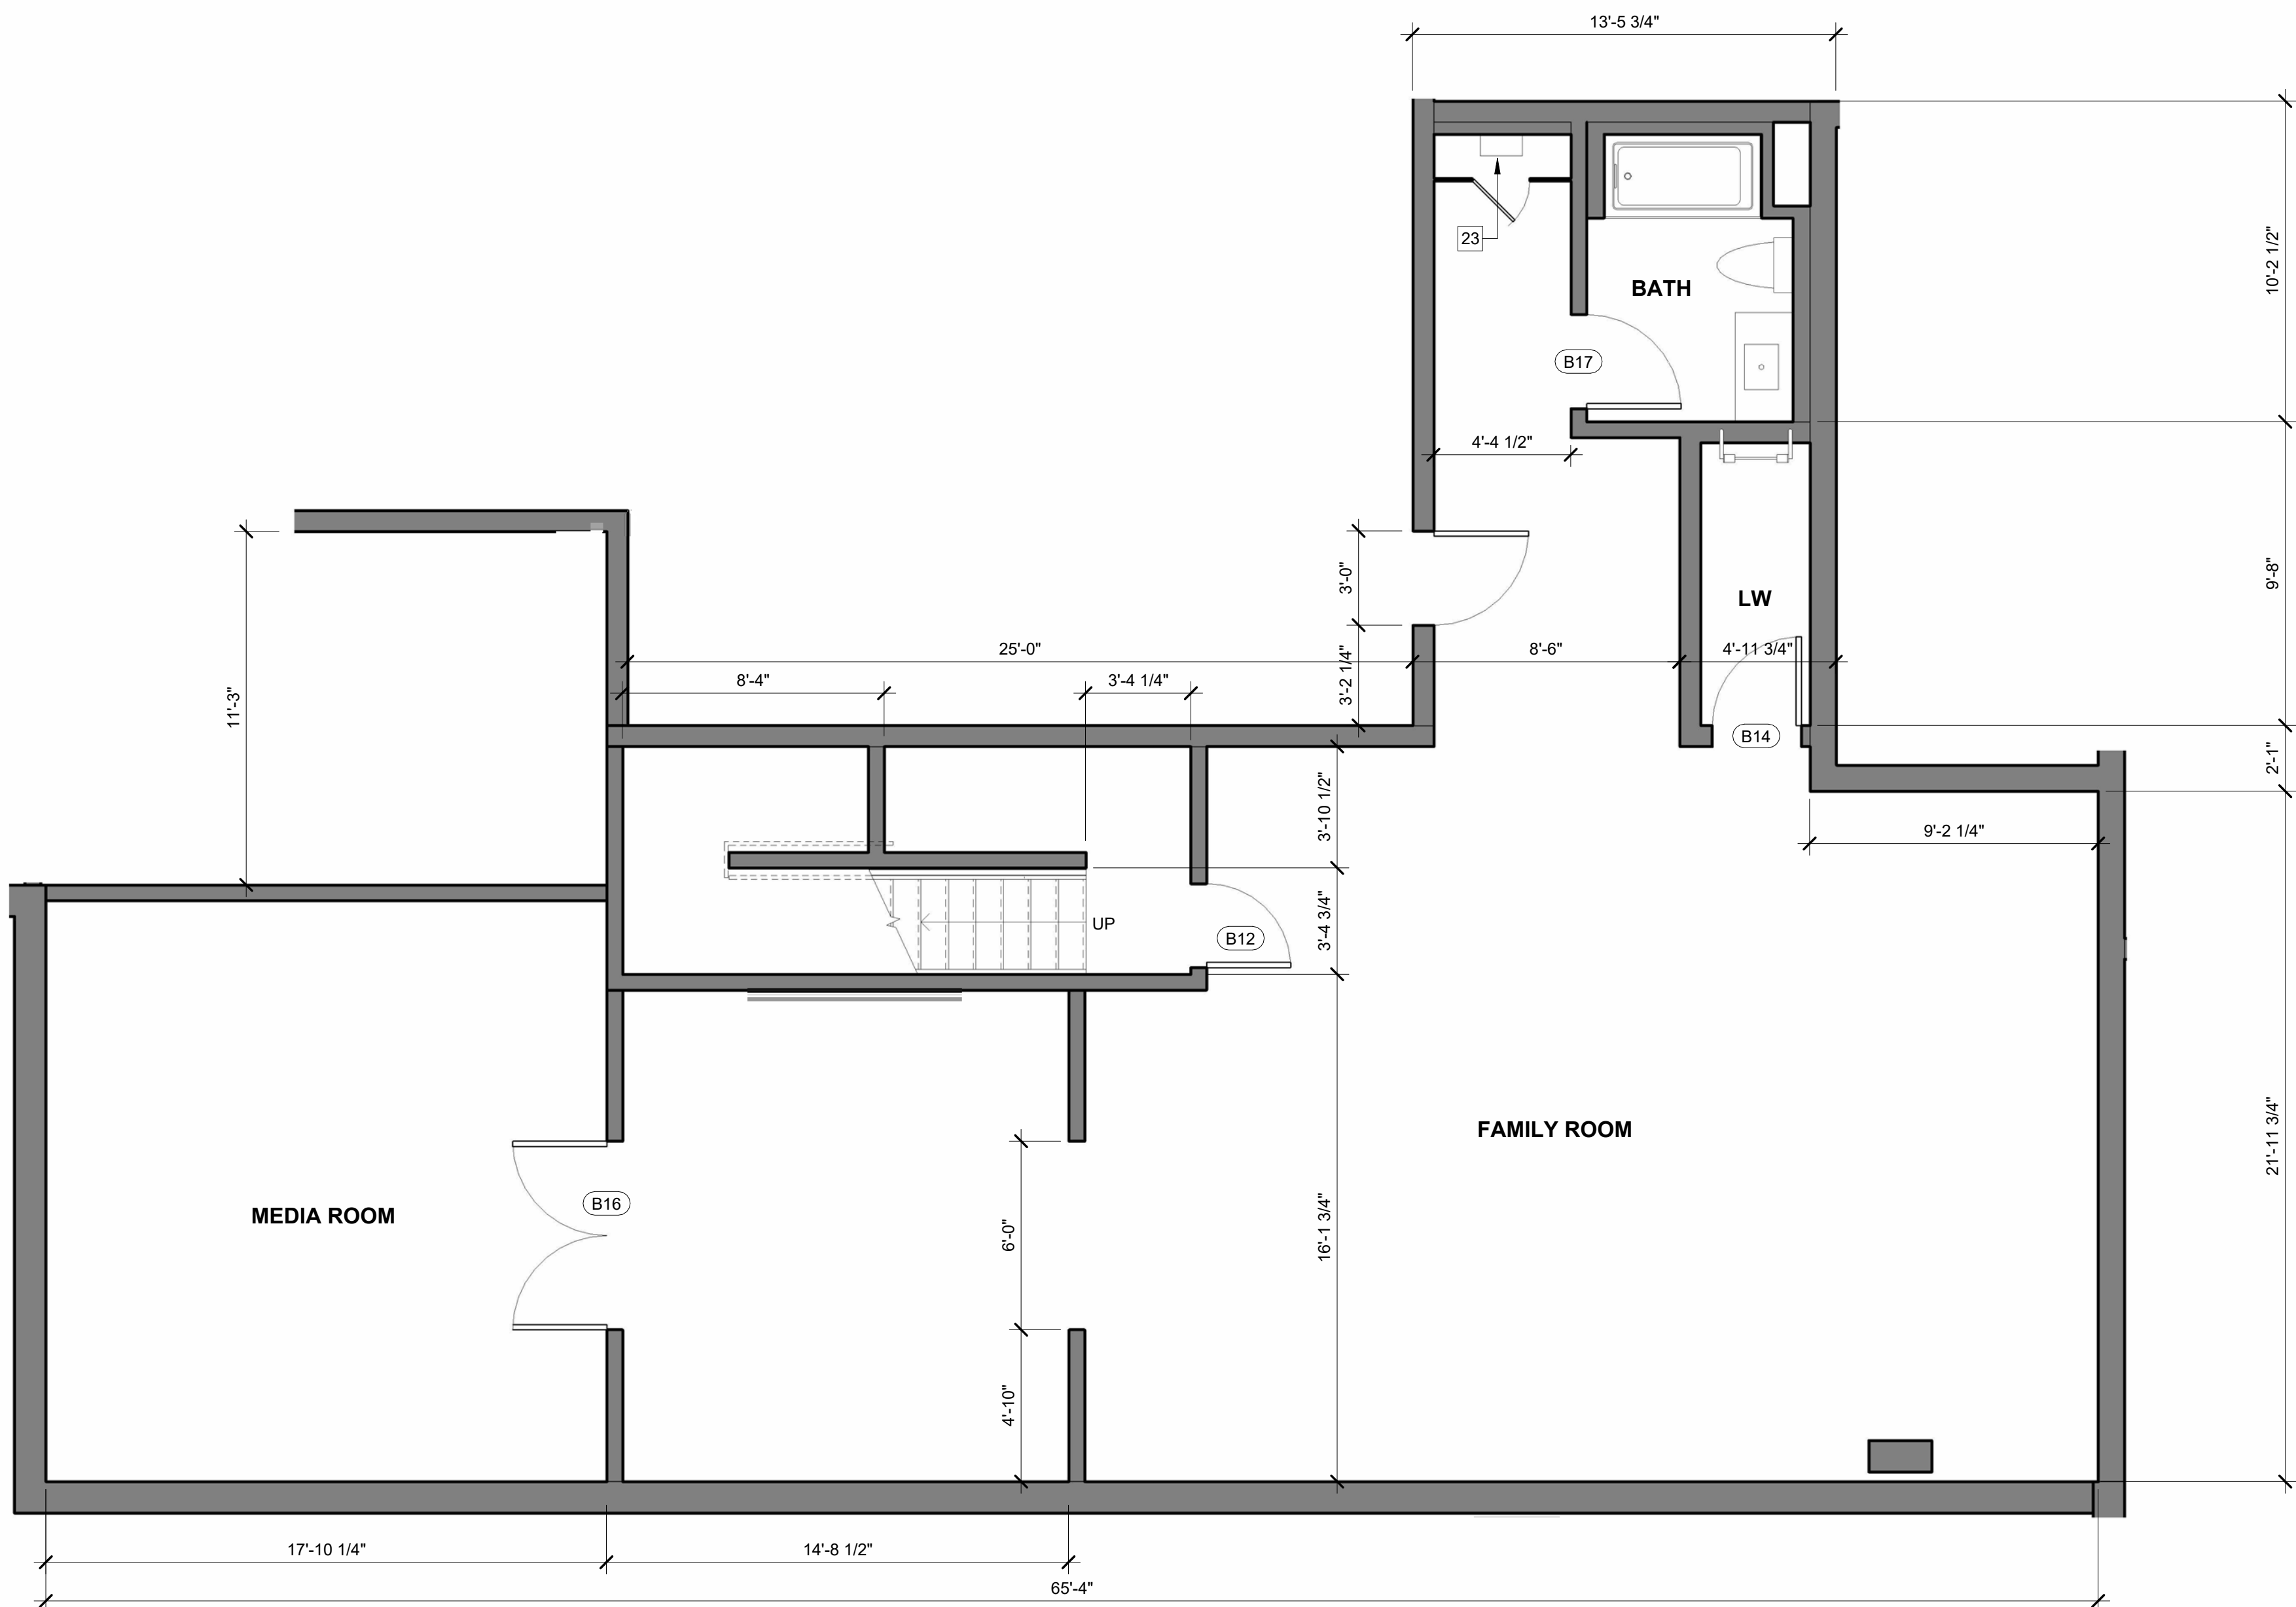 13'-5 3/4"
10'-2 1/2"
23
BATH
B17
4'-4 1/2"
9'-8"
3'-0"
LW
25'-0"
8'-6"
4'-11 3/4"
3'-2 1/4"
8'-4"
3'-4 1/4"
11'-3"
B14
2'-1"
3'-10 1/2"
9'-2 1/4"
UP
3'-4 3/4"
B12
FAMILY ROOM
21'-11 3/4"
B16
MEDIA ROOM
6'-0"
16'-1 3/4"
4'-10"
17'-10 1/4"
14'-8 1/2"
65'-4"